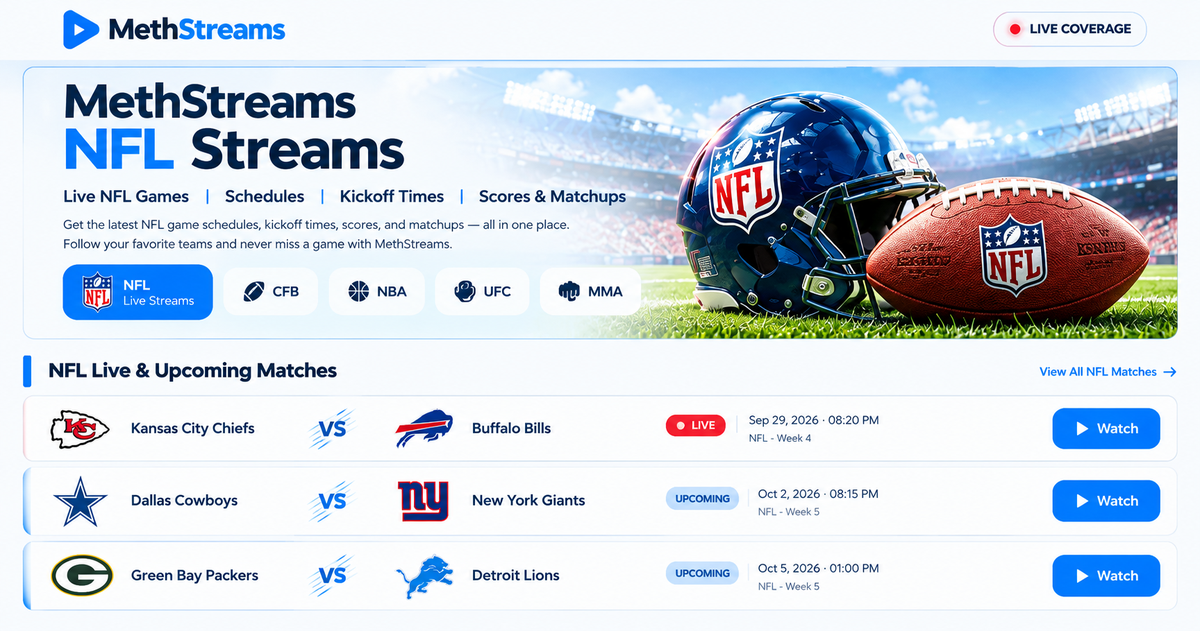 MethStreams
LIVE COVERAGE
MethStreams
NFL Streams
Live NFL Games | Schedules | Kickoff Times | Scores & Matchups
Get the latest NFL game schedules, kickoff times, scores, and matchups — all in one place.
Follow your favorite teams and never miss a game with MethStreams.
NFL
NFL
Live Streams
CFB
NBA
UFC
MMA
NFL
NFL
NFL Live & Upcoming Matches
View All NFL Matches →
KC
Kansas City Chiefs
VS
Buffalo Bills
LIVE
Sep 29, 2026 · 08:20 PM
NFL - Week 4
Watch
Dallas Cowboys
VS
ny
New York Giants
UPCOMING
Oct 2, 2026 · 08:15 PM
NFL - Week 5
Watch
G
Green Bay Packers
VS
Detroit Lions
UPCOMING
Oct 5, 2026 · 01:00 PM
NFL - Week 5
Watch